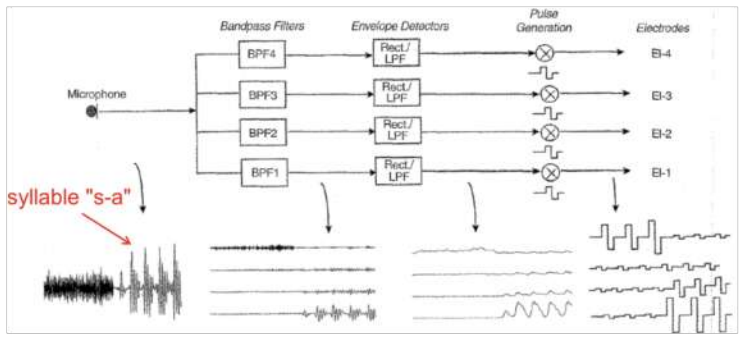 Bandpass Filters
Envelope Detectors
Pulse
Generation
Electrodes
Microphone
BPF4
Rect./
LPF
El-4
BPF3
Rect./
LPF
El-3
BPF2
Rect./
LPF
El-2
BPF1
Rect./
LPF
El-1
syllable "s-a"